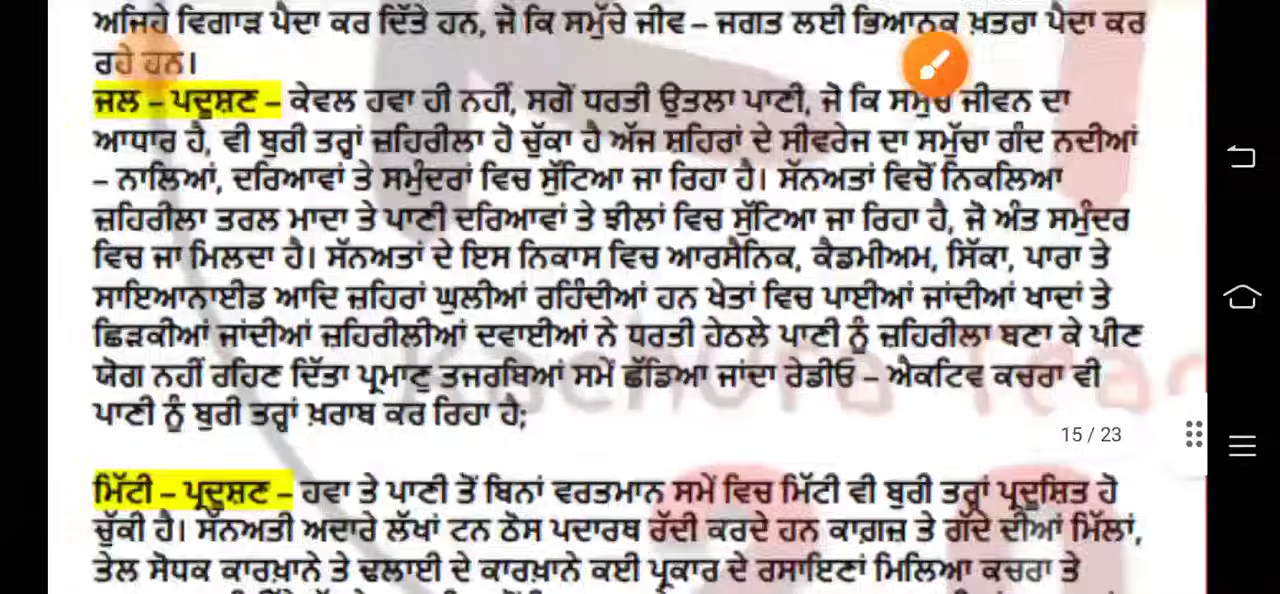 ਅਜਿਹੇ ਵਿਗਾੜ ਪੈਦਾ ਕਰ ਦਿੱਤੇ ਹਨ, ਜੋ ਕਿ ਸਮੁੱਚੇ ਜੀਵ – ਜਗਤ ਲਈ ਭਿਆਨਕ ਖ਼ਤਰਾ ਪੈਦਾ ਕਰ
ਰਹੇ ਹਨ।
ਜਲ – ਪਦੂਸ਼ਣ – ਕੇਵਲ ਹਵਾ ਹੀ ਨਹੀਂ, ਸਗੋਂ ਧਰਤੀ ਉਤਲਾ ਪਾਣੀ, ਜੋ ਕਿ ਸਮੁੱਚੇ ਜੀਵਨ ਦਾ
ਆਧਾਰ ਹੈ, ਵੀ ਬੁਰੀ ਤਰ੍ਹਾਂ ਜ਼ਹਿਰੀਲਾ ਹੋ ਚੁੱਕਾ ਹੈ ਅੱਜ ਸ਼ਹਿਰਾਂ ਦੇ ਸੀਵਰੇਜ ਦਾ ਸਮੁੱਚਾ ਗੰਦ ਨਦੀਆਂ
– ਨਾਲਿਆਂ, ਦਰਿਆਵਾਂ ਤੇ ਸਮੁੰਦਰਾਂ ਵਿਚ ਸੁੱਟਿਆ ਜਾ ਰਿਹਾ ਹੈ। ਸੱਨਅਤਾਂ ਵਿਚੋਂ ਨਿਕਲਿਆ
ਜ਼ਹਿਰੀਲਾ ਤਰਲ ਮਾਦਾ ਤੇ ਪਾਣੀ ਦਰਿਆਵਾਂ ਤੇ ਝੀਲਾਂ ਵਿਚ ਸੁੱਟਿਆ ਜਾ ਰਿਹਾ ਹੈ, ਜੋ ਅੰਤ ਸਮੁੰਦਰ
ਵਿਚ ਜਾ ਮਿਲਦਾ ਹੈ। ਸੱਨਅਤਾਂ ਦੇ ਇਸ ਨਿਕਾਸ ਵਿਚ ਆਰਸੈਨਿਕ, ਕੈਡਮੀਅਮ, ਸਿੱਕਾ, ਪਾਰਾ ਤੇ
ਸਾਇਆਨਾਈਡ ਆਦਿ ਜ਼ਹਿਰਾਂ ਘੁਲੀਆਂ ਰਹਿੰਦੀਆਂ ਹਨ ਖੇਤਾਂ ਵਿਚ ਪਾਈਆਂ ਜਾਂਦੀਆਂ ਖਾਦਾਂ ਤੇ
ਛਿੜਕੀਆਂ ਜਾਂਦੀਆਂ ਜ਼ਹਿਰੀਲੀਆਂ ਦਵਾਈਆਂ ਨੇ ਧਰਤੀ ਹੇਠਲੇ ਪਾਣੀ ਨੂੰ ਜ਼ਹਿਰੀਲਾ ਬਣਾ ਕੇ ਪੀਣ
ਯੋਗ ਨਹੀਂ ਰਹਿਣ ਦਿੱਤਾ ਪ੍ਰਮਾਣੂ ਤਜਰਬਿਆਂ ਸਮੇਂ ਛੱਡਿਆ ਜਾਂਦਾ ਰੇਡੀਓ – ਐਕਟਿਵ ਕਚਰਾ ਵੀ
ਪਾਣੀ ਨੂੰ ਬੁਰੀ ਤਰ੍ਹਾਂ ਖ਼ਰਾਬ ਕਰ ਰਿਹਾ ਹੈ;
15 / 23
ਮਿੱਟੀ – ਪ੍ਰਦੂਸ਼ਣ – ਹਵਾ ਤੇ ਪਾਣੀ ਤੋਂ ਬਿਨਾਂ ਵਰਤਮਾਨ ਸਮੇਂ ਵਿਚ ਮਿੱਟੀ ਵੀ ਬੁਰੀ ਤਰ੍ਹਾਂ ਪ੍ਰਦੂਸ਼ਿਤ ਹੋ
ਚੁੱਕੀ ਹੈ। ਸੱਨਅਤੀ ਅਦਾਰੇ ਲੱਖਾਂ ਟਨ ਠੋਸ ਪਦਾਰਥ ਰੱਦੀ ਕਰਦੇ ਹਨ ਕਾਗ਼ਜ਼ ਤੇ ਗੱਦੇ ਦੀਆਂ ਮਿੱਲਾਂ,
ਤੇਲ ਸੋਧਕ ਕਾਰਖ਼ਾਨੇ ਤੇ ਢਲਾਈ ਦੇ ਕਾਰਖ਼ਾਨੇ ਕਈ ਪ੍ਰਕਾਰ ਦੇ ਰਸਾਇਣਾਂ ਮਿਲਿਆ ਕਚਰਾ ਤੇ